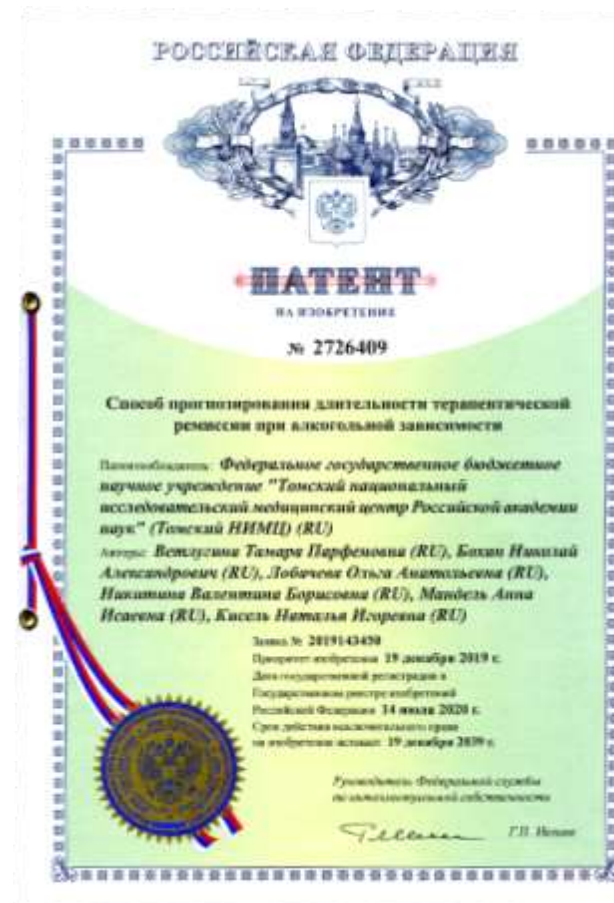 РОССИЙСКАЯ ФЕДЕРАЦИЯ
ПАТЕНТ
НА ИЗОБРЕТЕНИЕ
№ 2726409
Способ прогнозирования длительности терапевтической
ремиссии при алкогольной зависимости
Патентообладатель: Федеральное государственное бюджетное
научное учреждение "Томский национальный
исследовательский медицинский центр Российской академии
наук" (Томский НИМЦ) (RU)
Авторы: Ветлугина Тамара Парфеновна (RU), Бохан Николай
Александрович (RU), Лобачева Ольга Анатольевна (RU),
Никитина Валентина Борисовна (RU), Мандель Анна
Исаевна (RU), Кисель Наталья Игоревна (RU)
Заявка № 2019143450
Приоритет изобретения 19 декабря 2019 г.
Дата государственной регистрации в
Государственном реестре изобретений
Российской Федерации 14 июля 2020 г.
Срок действия исключительного права
на изобретение истекает 19 декабря 2039 г.
Руководитель Федеральной службы
по интеллектуальной собственности
Г.П. Ивлиев